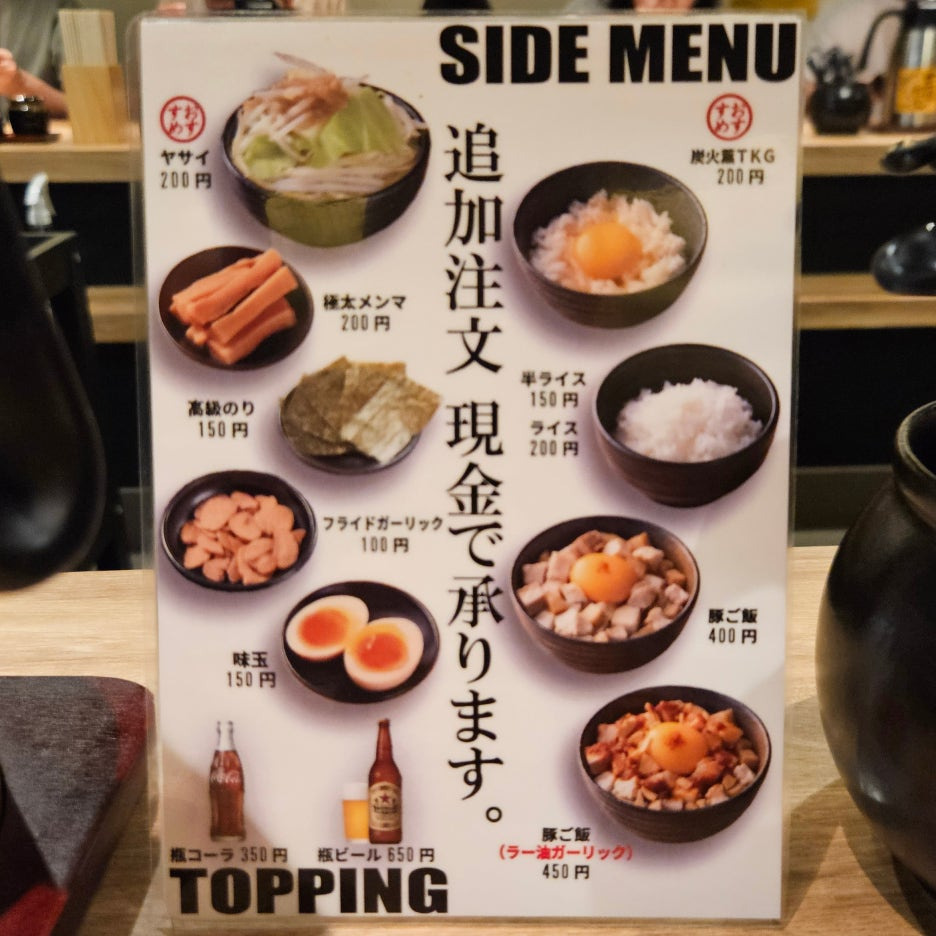 SIDE MENU
おすすめ
ヤサイ
200円
極太メンマ
200円
高級のり
150円
フライドガーリック
100円
味玉
150円
瓶コーラ 350円
瓶ビール 650円
TOPPING
追加注文 現金で承ります。
おすすめ
炭火薫TKG
200円
半ライス
150円
ライス
200円
豚ご飯
400円
豚ご飯
(ラー油ガーリック)
450円